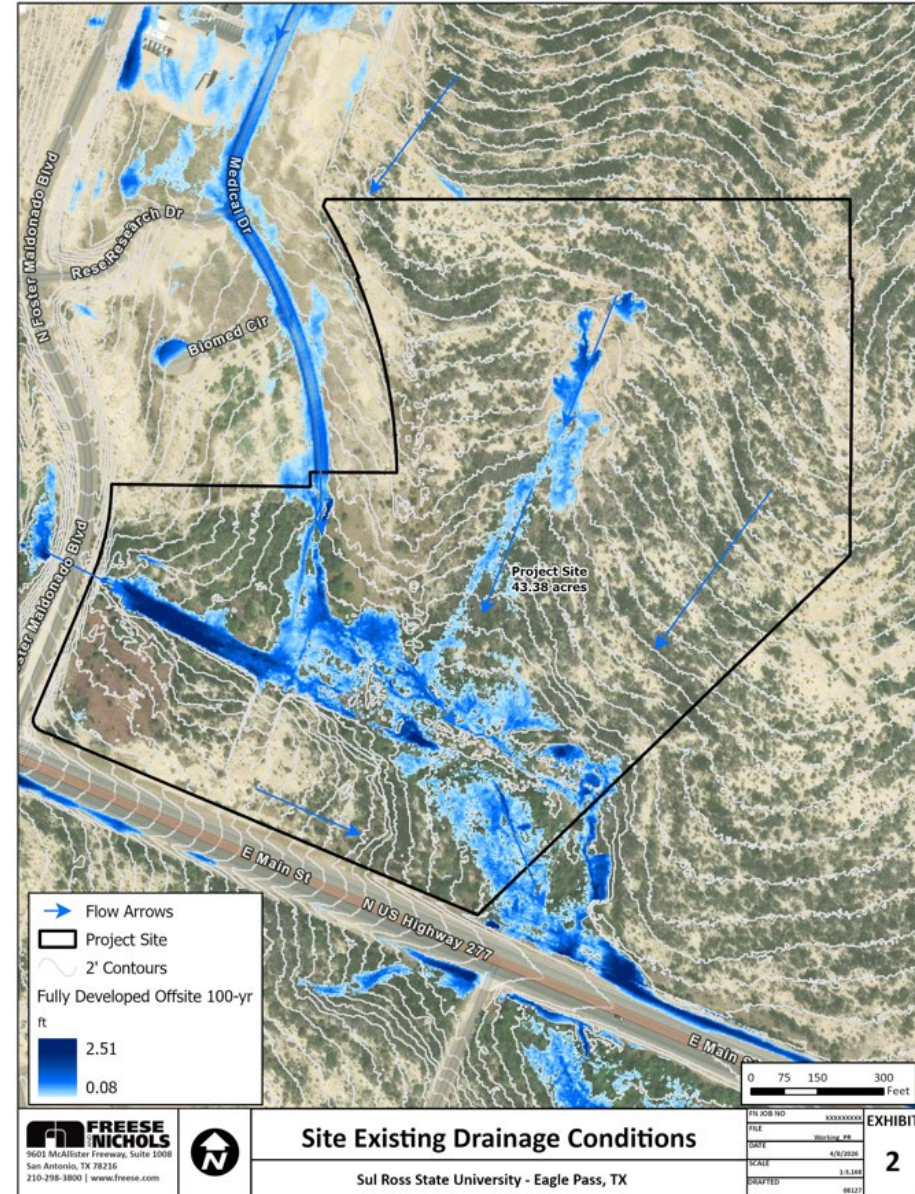 N Foster Maldonado Blvd
Medical Dr
Research Dr
Biomed Cir
ster Maldonado Blvd
Project Site
43.38 acres
E Main St
N US Highway 277
E Main S
Flow Arrows
Project Site
2' Contours
Fully Developed Offsite 100-yr
ft
2.51
0.08
0 75 150 300
Feet
FREESE
AND
NICHOLS
9601 McAllister Freeway, Suite 1008
San Antonio, TX 78216
210-298-3800 | www.freese.com
N
Site Existing Drainage Conditions
Sul Ross State University - Eagle Pass, TX
FN JOB NO XXXXXXXXX
FILE Working_PR
DATE 4/8/2026
SCALE
DRAFTED
EXHIBIT
2